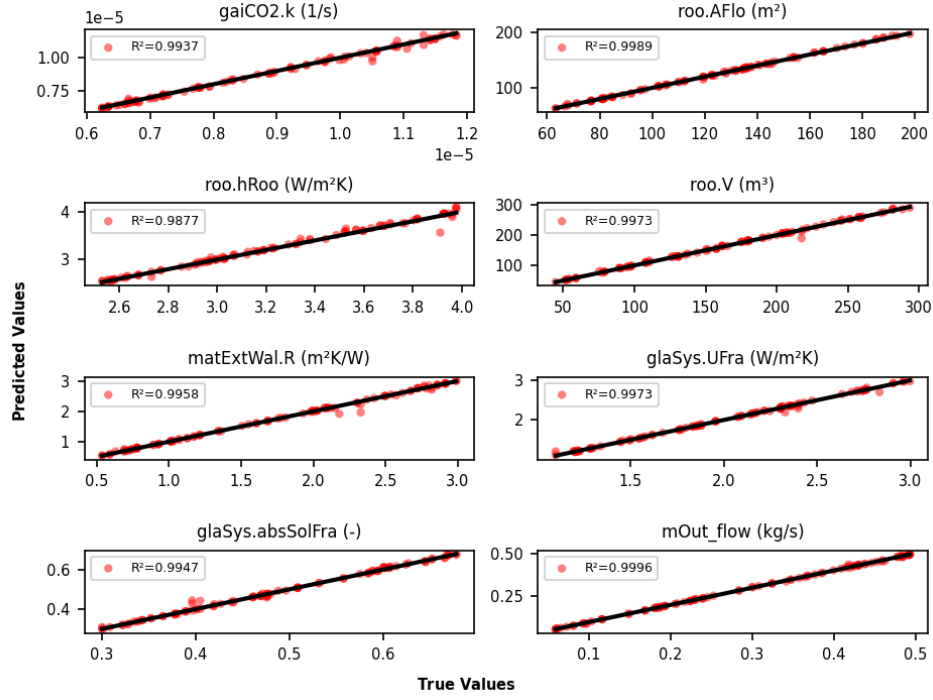 gaiCO2.k (1/s)
1e−5
R²=0.9937
1.00
0.75
0.6 0.7 0.8 0.9 1.0 1.1 1.2
1e−5
roo.AFlo (m²)
R²=0.9989
200
100
60 80 100 120 140 160 180 200
roo.hRoo (W/m²K)
R²=0.9877
4
3
2.6 2.8 3.0 3.2 3.4 3.6 3.8 4.0
roo.V (m³)
R²=0.9973
300
200
100
50 100 150 200 250 300
matExtWal.R (m²K/W)
R²=0.9958
3
2
1
0.5 1.0 1.5 2.0 2.5 3.0
glaSys.UFra (W/m²K)
R²=0.9973
3
2
1.5 2.0 2.5 3.0
glaSys.absSolFra (-)
R²=0.9947
0.6
0.4
0.3 0.4 0.5 0.6
mOut_flow (kg/s)
R²=0.9996
0.50
0.25
0.1 0.2 0.3 0.4 0.5
Predicted Values
True Values